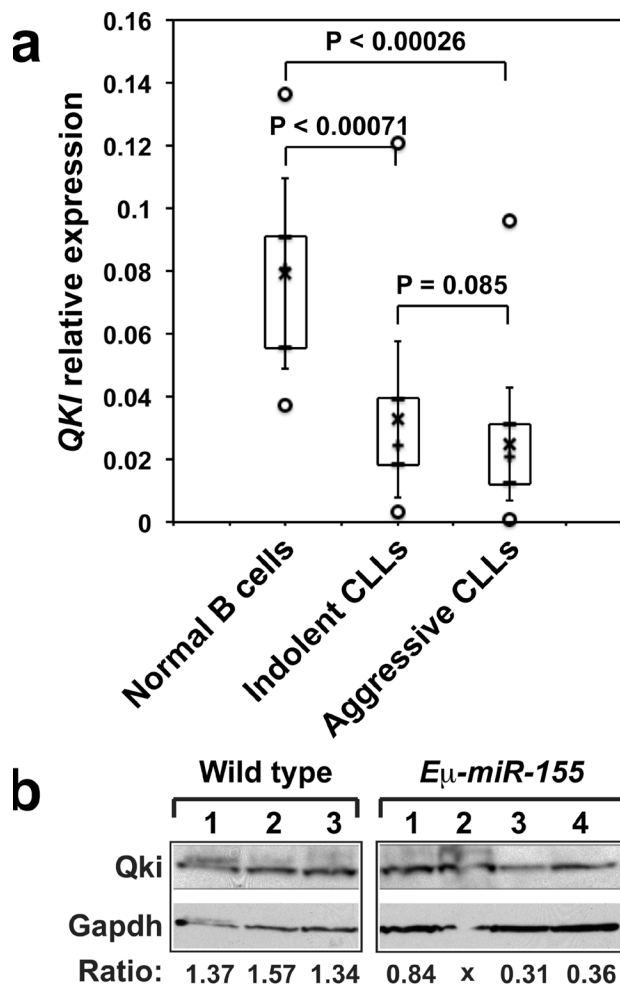 a
QKI relative expression
0.16
0.14
0.12
0.1
0.08
0.06
0.04
0.02
0
P < 0.00026
P < 0.00071
P = 0.085
Normal B cells
Indolent CLLs
Aggressive CLLs
b
Wild type
Eμ-miR-155
1 2 3 1 2 3 4
Qki
Gapdh
Ratio: 1.37 1.57 1.34 0.84 x 0.31 0.36